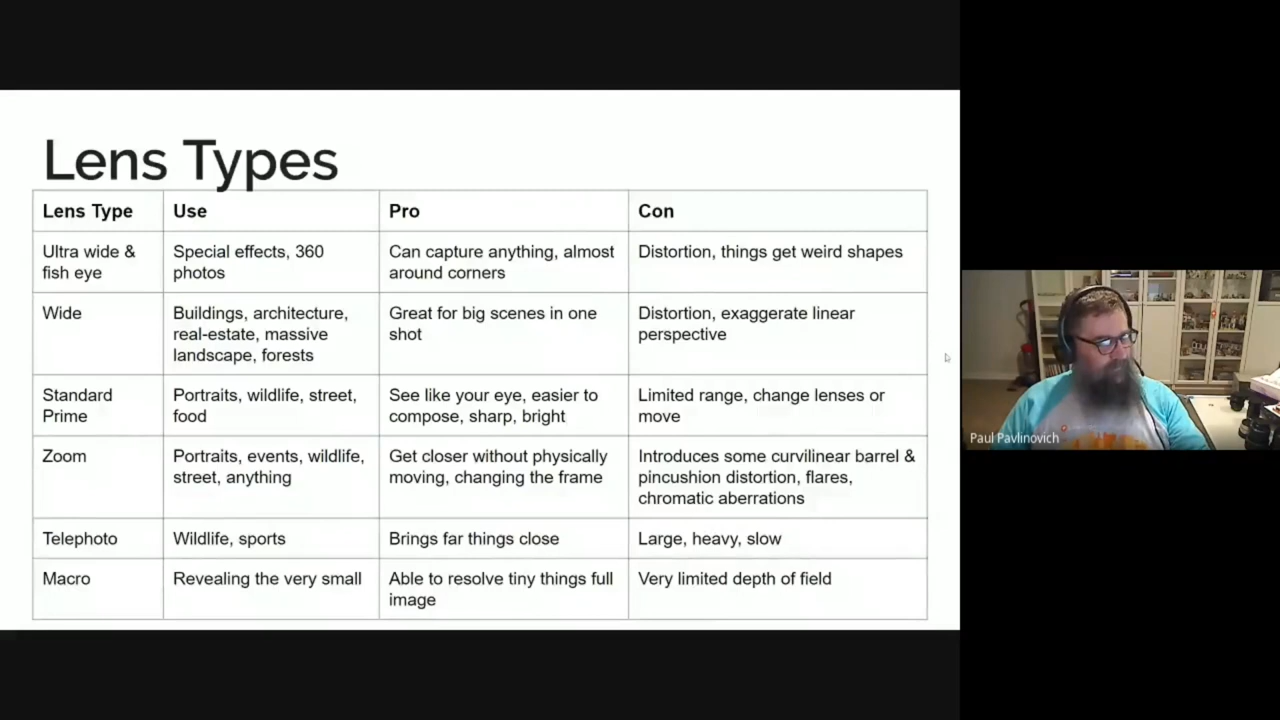 Lens Types
Lens Type Use Pro Con
Ultra wide & Special effects, 360 Can capture anything, almost Distortion, things get weird shapes
fish eye photos around corners
Wide Buildings, architecture, Great for big scenes in one Distortion, exaggerate linear
real-estate, massive shot perspective
landscape, forests
Standard Portraits, wildlife, street, See like your eye, easier to Limited range, change lenses or
Prime food compose, sharp, bright move
Zoom Portraits, events, wildlife, Get closer without physically Introduces some curvilinear barrel &
street, anything moving, changing the frame pincushion distortion, flares,
chromatic aberrations
Telephoto Wildlife, sports Brings far things close Large, heavy, slow
Macro Revealing the very small Able to resolve tiny things full Very limited depth of field
image
Paul Pavlinovich